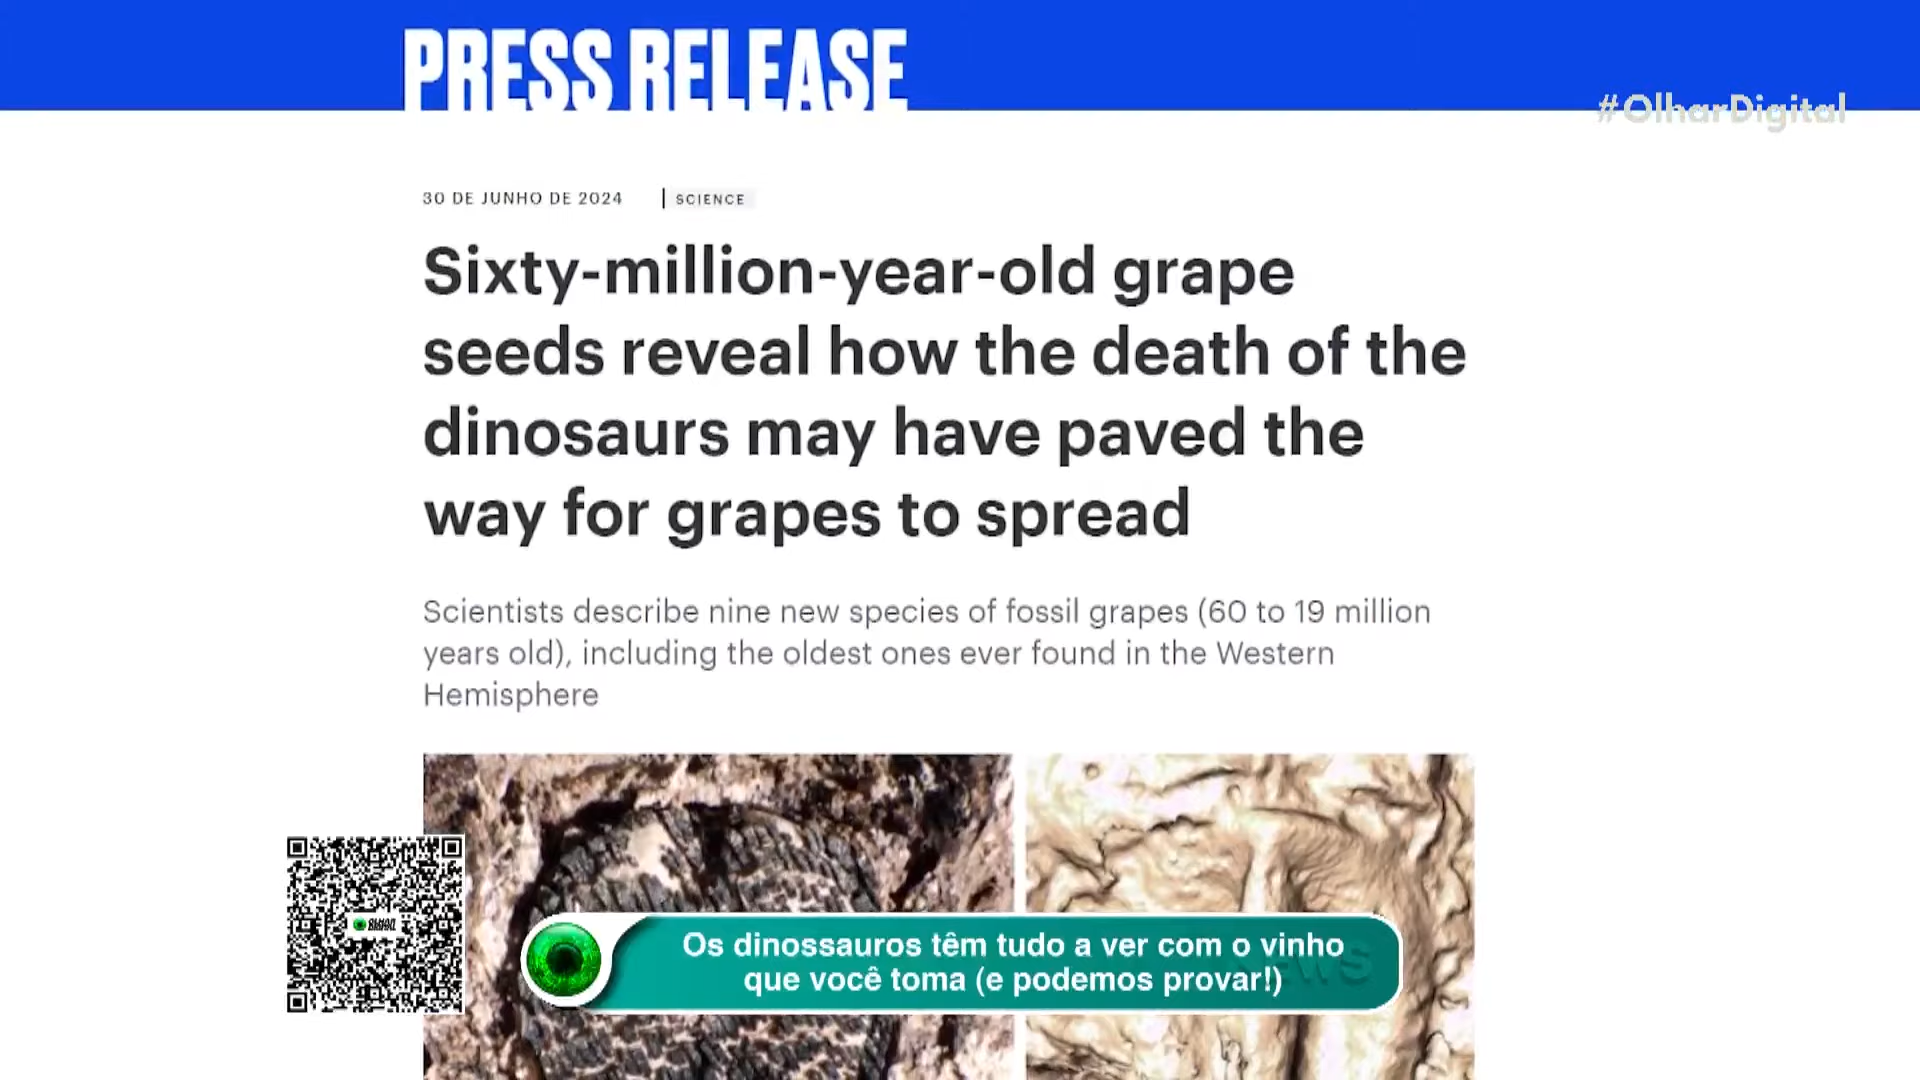 PRESS RELEASE
#OlharDigital
30 DE JUNHO DE 2024
SCIENCE
Sixty-million-year-old grape
seeds reveal how the death of the
dinosaurs may have paved the
way for grapes to spread
Scientists describe nine new species of fossil grapes (60 to 19 million
years old), including the oldest ones ever found in the Western
Hemisphere
Os dinossauros têm tudo a ver com o vinho
que você toma (e podemos provar!)